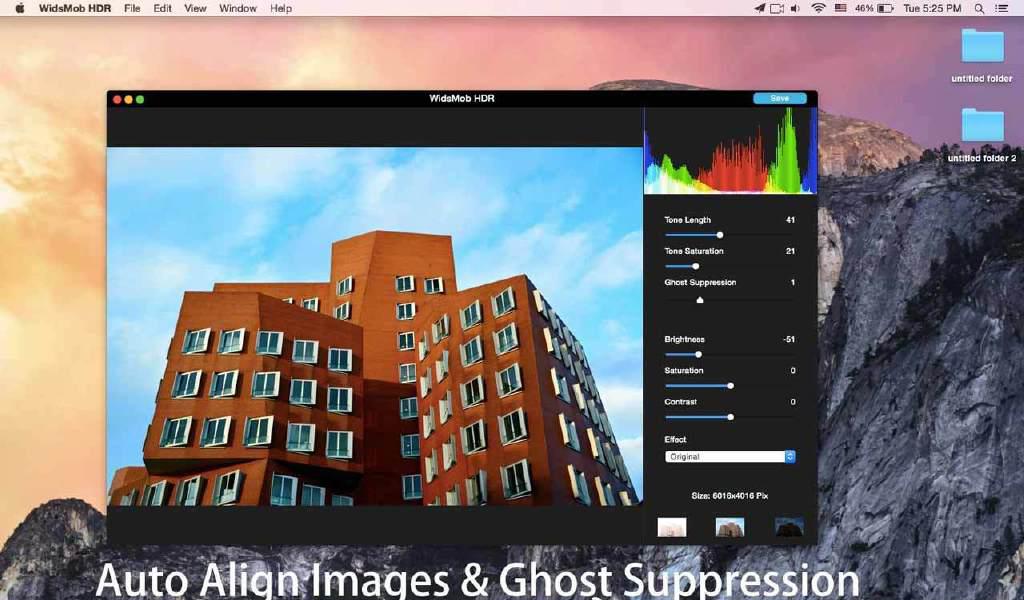 WidsMob HDR File Edit View Window Help 46% Tue 5:25 PM
untitled folder
untitled folder 2
WidsMob HDR Save
Tone Length 41
Tone Saturation 21
Ghost Suppression 1
Brightness -51
Saturation 0
Contrast 0
Effect
Original
Size: 6016x4016 Pix
Auto Align Images & Ghost Suppression